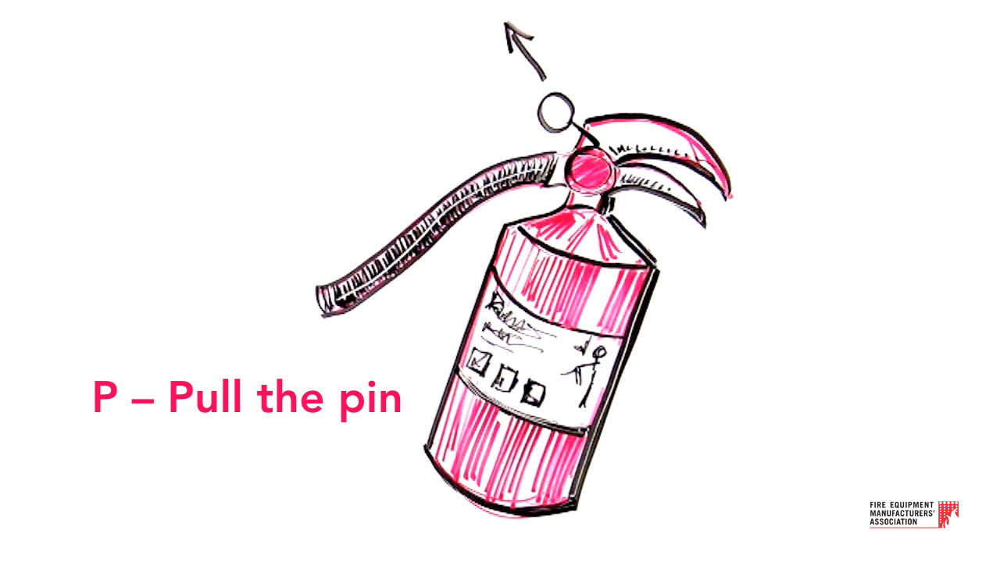 P – Pull the pin
FIRE EQUIPMENT
MANUFACTURERS'
ASSOCIATION